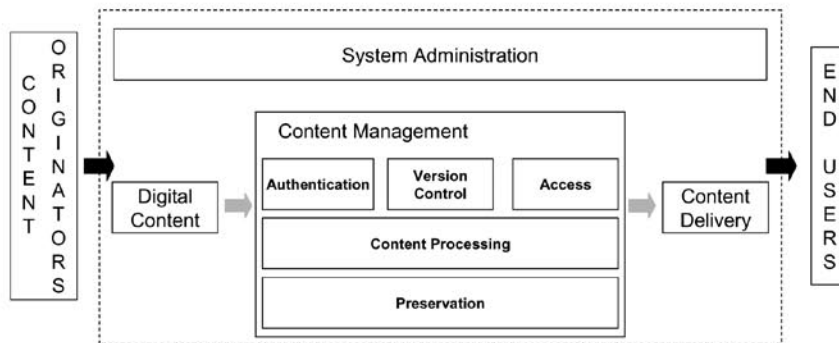 CONTENT
ORIGINATORS
System Administration
Content Management
Authentication
Version
Control
Access
Digital
Content
Content Processing
Preservation
Content
Delivery
END USERS